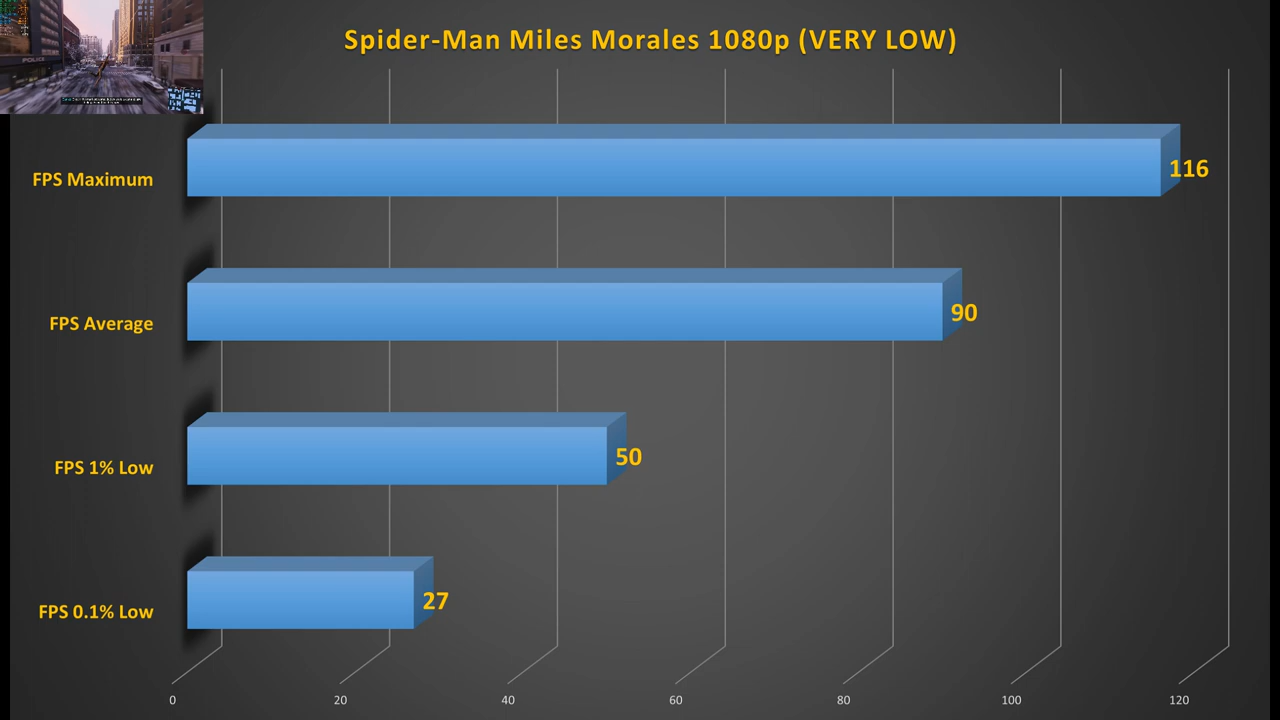 Spider-Man Miles Morales 1080p (VERY LOW)
POLICE
FPS Maximum
116
FPS Average
90
FPS 1% Low
50
FPS 0.1% Low
27
0
20
40
60
80
100
120